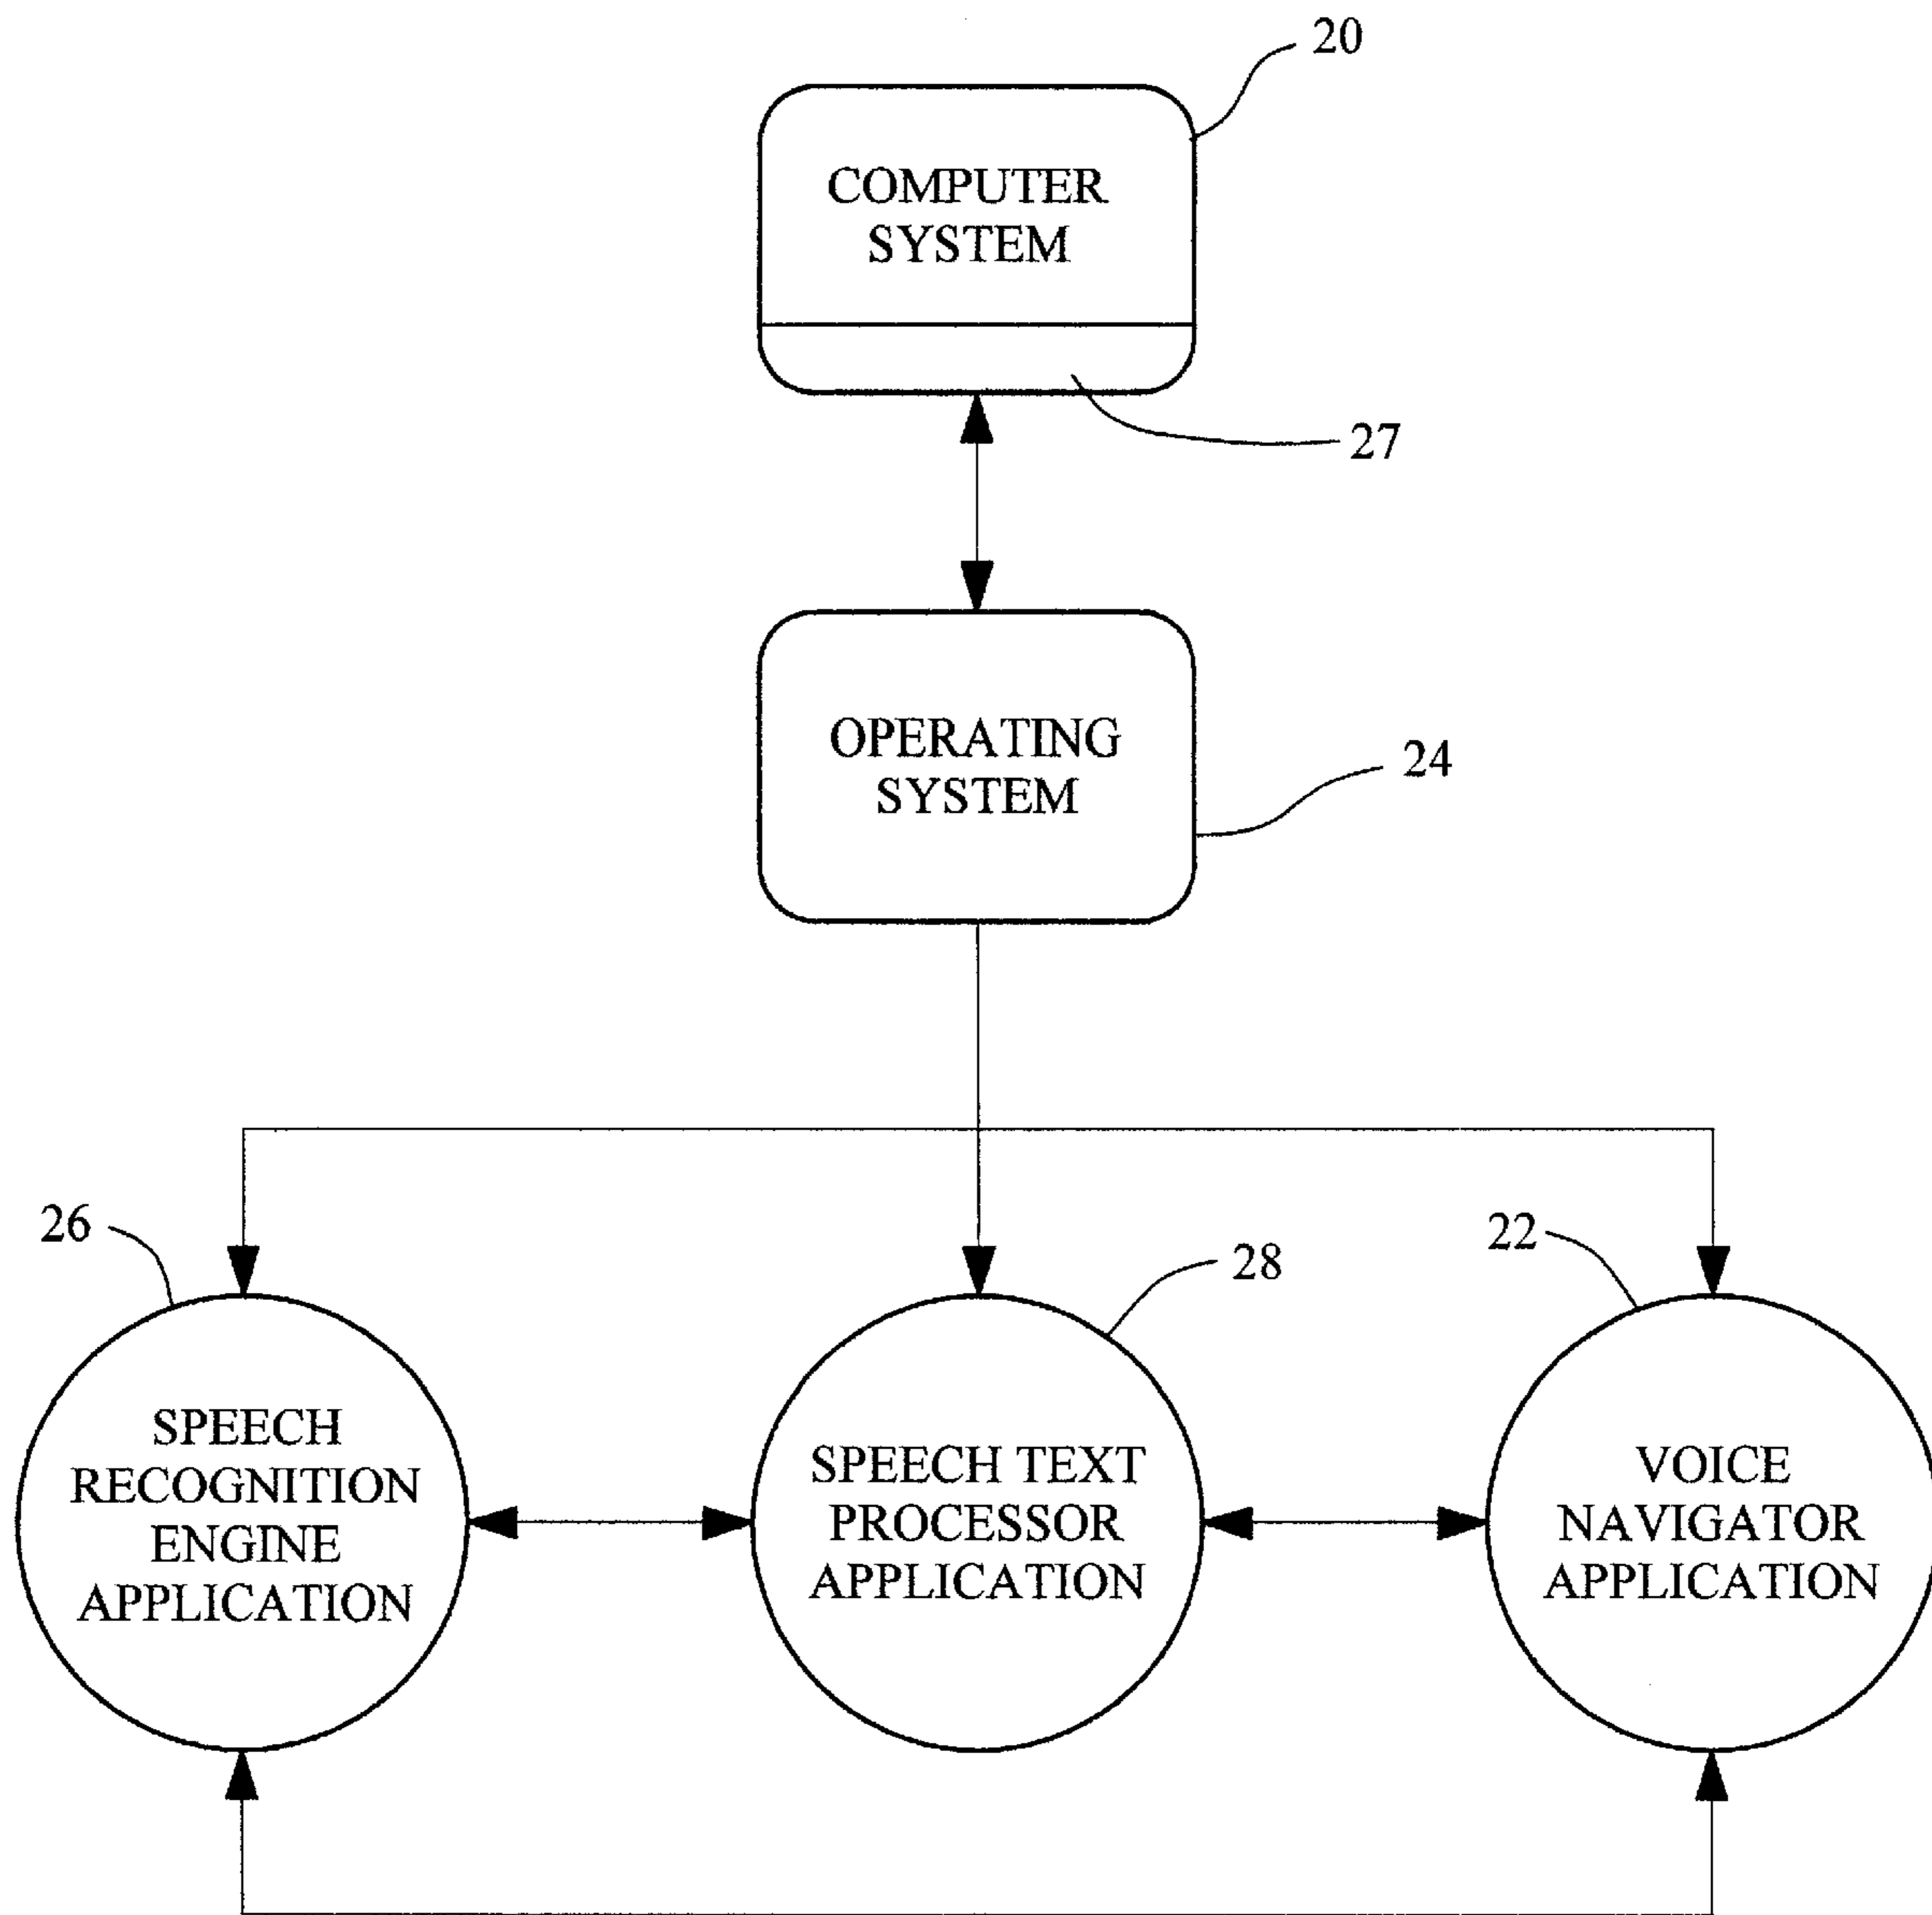 20
COMPUTER
SYSTEM
27
OPERATING
SYSTEM
24
26
28
22
SPEECH
RECOGNITION
ENGINE
APPLICATION
SPEECH TEXT
PROCESSOR
APPLICATION
VOICE
NAVIGATOR
APPLICATION